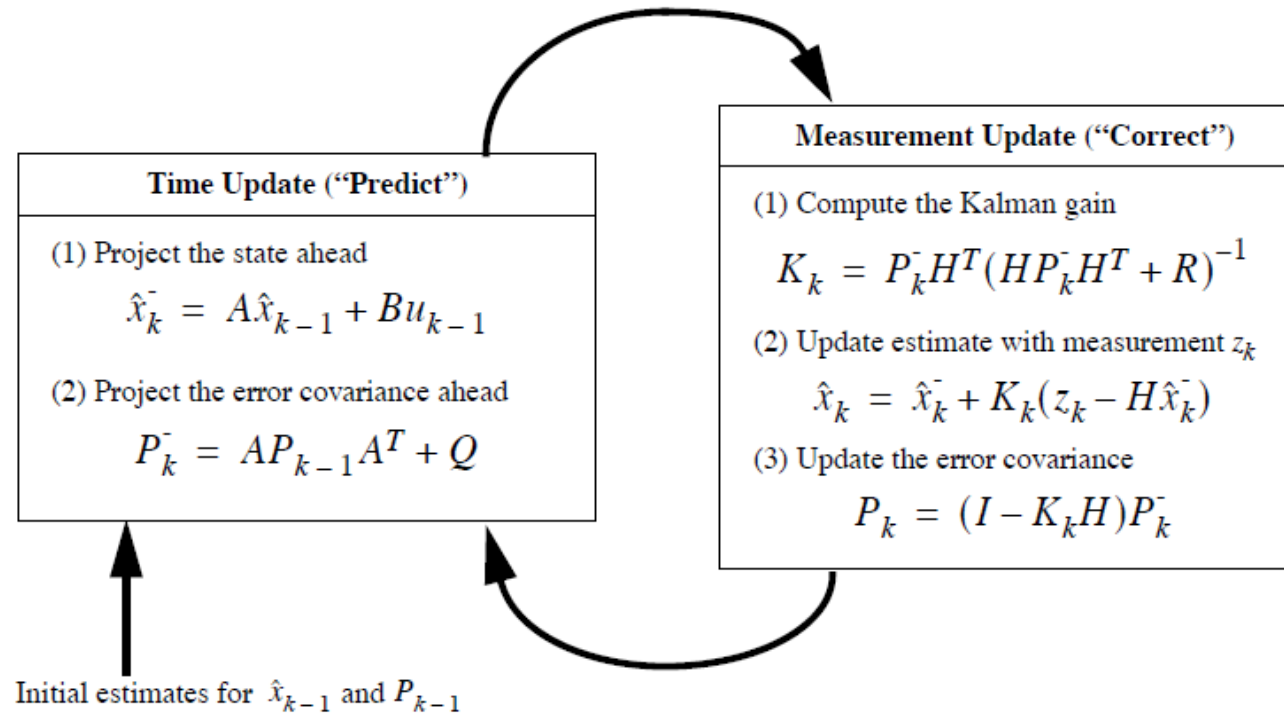 Time Update (“Predict”)
(1) Project the state ahead
x̂ₖ⁻ = Ax̂ₖ₋₁ + Buₖ₋₁
(2) Project the error covariance ahead
Pₖ⁻ = APₖ₋₁Aᵀ + Q
Measurement Update (“Correct”)
(1) Compute the Kalman gain
Kₖ = Pₖ⁻Hᵀ(HPₖ⁻Hᵀ + R)⁻¹
(2) Update estimate with measurement zₖ
x̂ₖ = x̂ₖ⁻ + Kₖ(zₖ – Hx̂ₖ⁻)
(3) Update the error covariance
Pₖ = (I – KₖH)Pₖ⁻
Initial estimates for x̂ₖ₋₁ and Pₖ₋₁